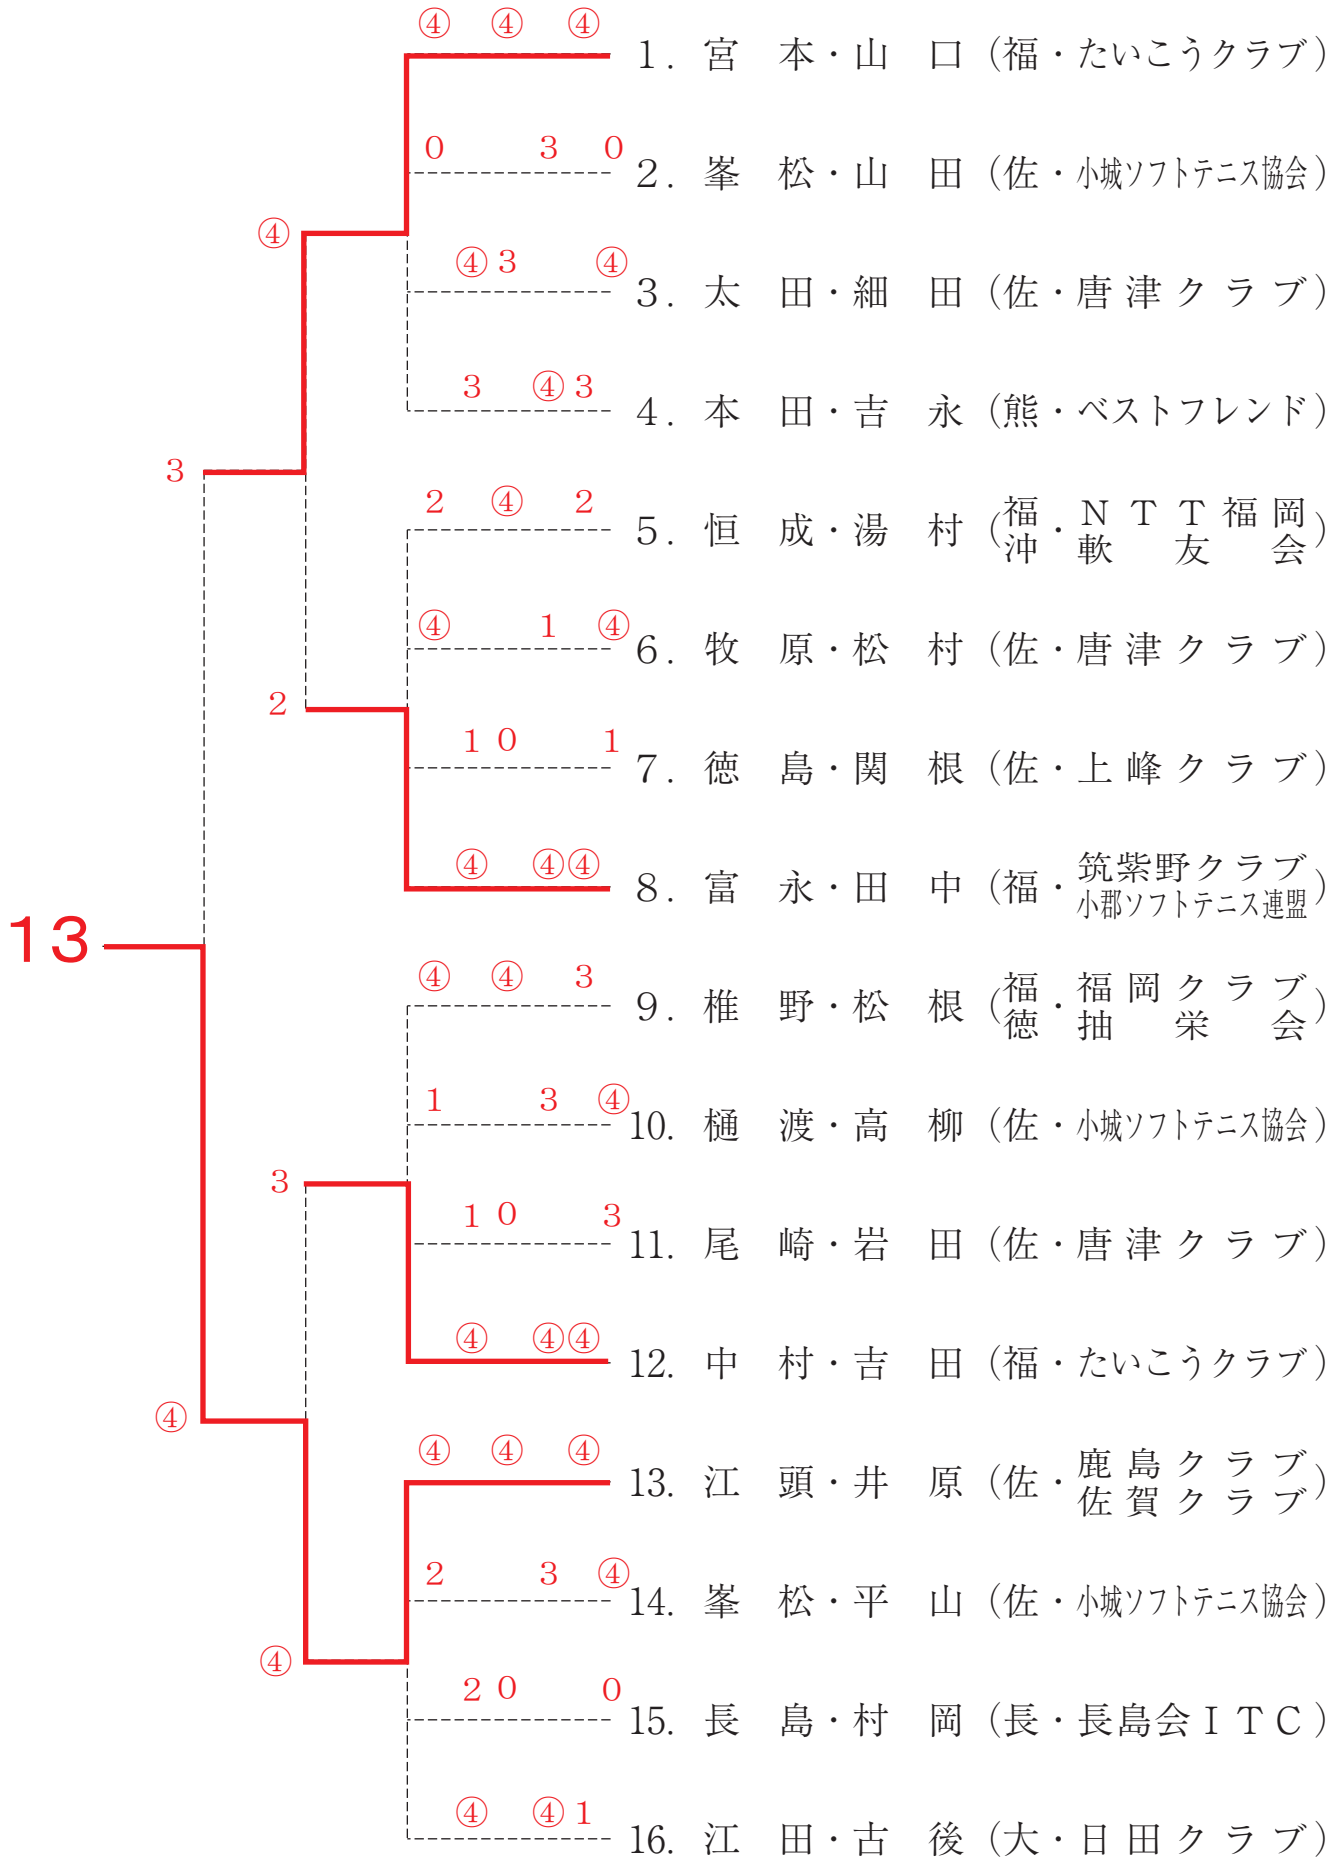 ④ ④ ④
1. 宮 本・山 口 (福・たいこうクラブ)
0 3 0
2. 峯 松・山 田 (佐・小城ソフトテニス協会)
④
④ 3 ④
3. 太 田・細 田 (佐・唐津クラブ)
3 ④ 3
4. 本 田・吉 永 (熊・ベストフレンド)
3
2 ④ 2
5. 恒 成・湯 村 (福・NTT福岡
沖・軟友会)
④ 1 ④
6. 牧 原・松 村 (佐・唐津クラブ)
2
1 0 1
7. 徳 島・関 根 (佐・上峰クラブ)
④ ④ ④
8. 富 永・田 中 (福・筑紫野クラブ
小郡ソフトテニス連盟)
13
④ ④ 3
9. 椎 野・松 根 (福・福岡クラブ
徳・抽栄会)
1 3 ④
10. 樋 渡・高 柳 (佐・小城ソフトテニス協会)
3
1 0 3
11. 尾 崎・岩 田 (佐・唐津クラブ)
④ ④ ④
12. 中 村・吉 田 (福・たいこうクラブ)
④
④ ④ ④
13. 江 頭・井 原 (佐・鹿島クラブ
佐賀クラブ)
2 3 ④
14. 峯 松・平 山 (佐・小城ソフトテニス協会)
④
2 0 0
15. 長 島・村 岡 (長・長島会ITC)
④ ④ 1
16. 江 田・古 後 (大・日田クラブ)